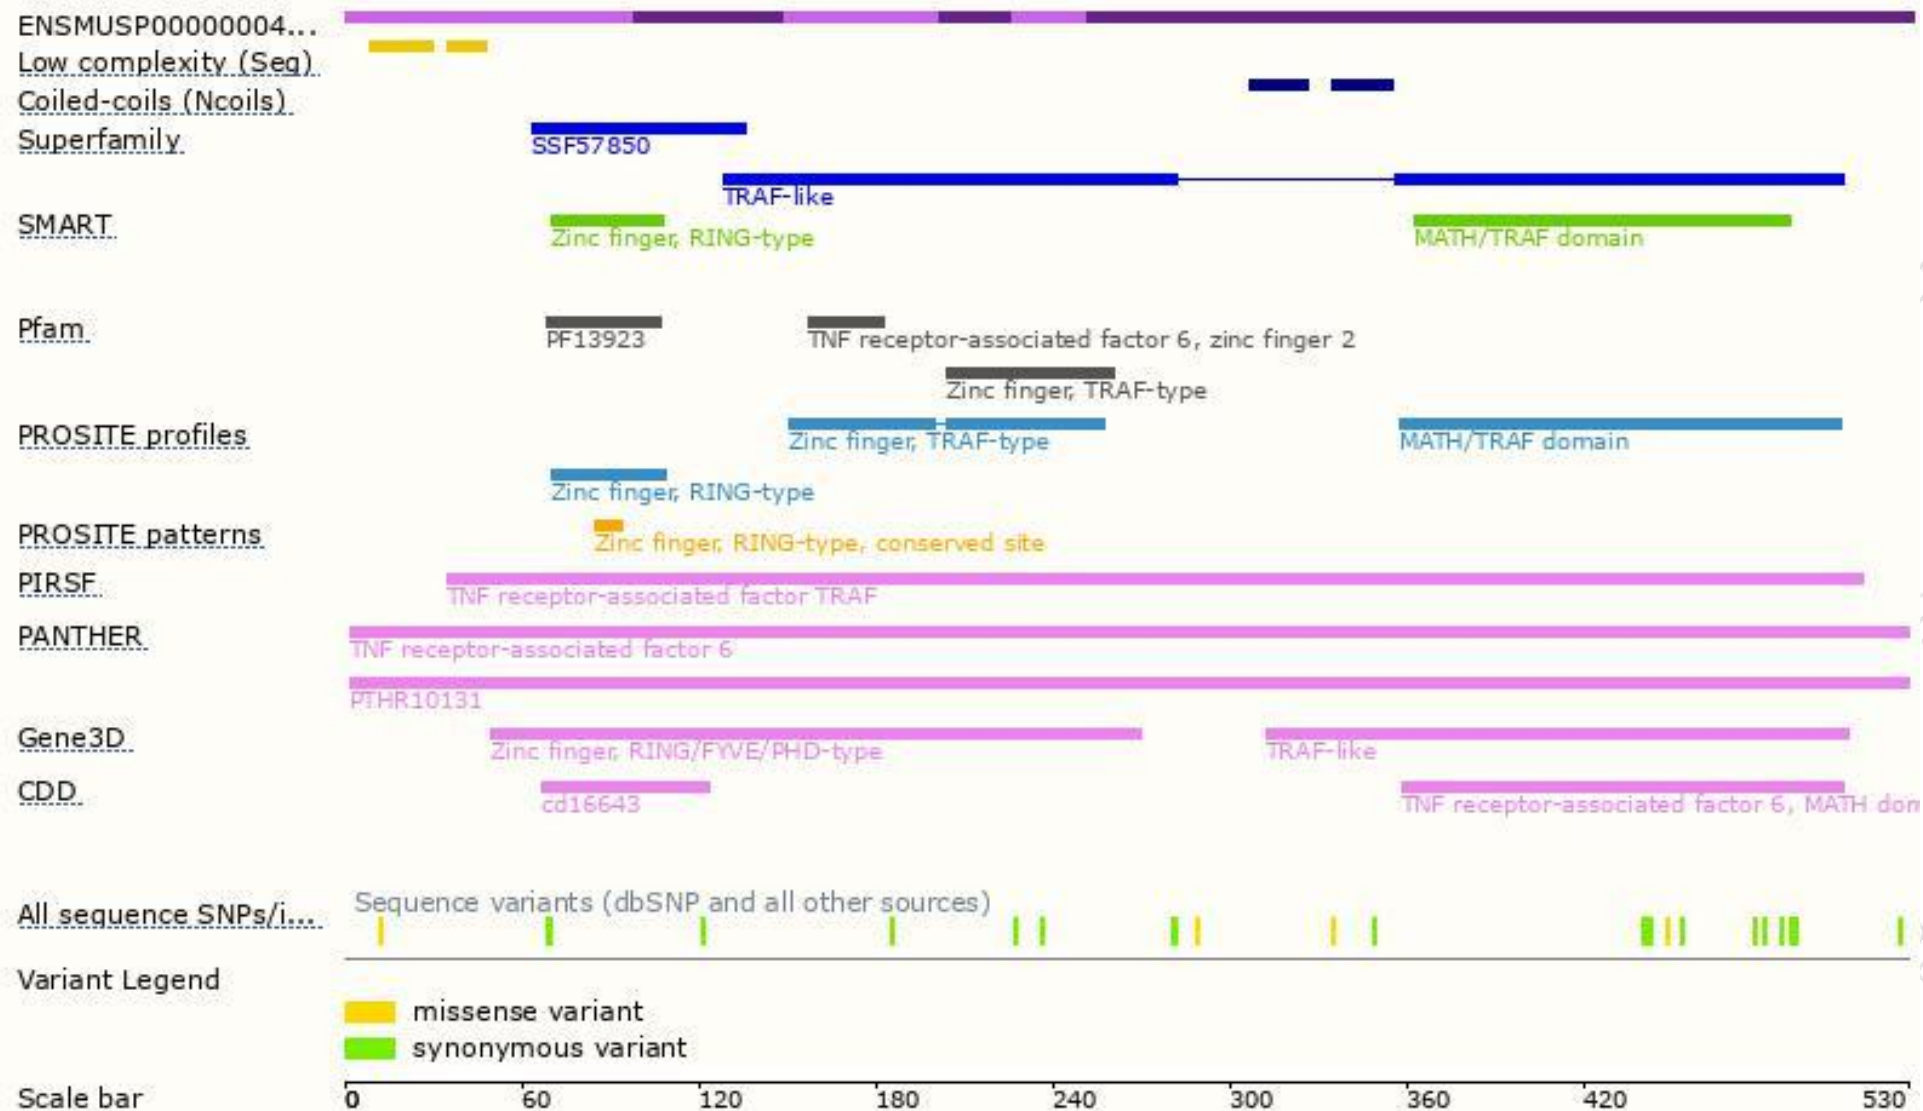 ENSMUSP00000004...
Low complexity (Seg)
Coiled-coils (Ncoils)
Superfamily
SSF57850
TRAF-like
SMART
Zinc finger, RING-type
MATH/TRAF domain
Pfam
PF13923
TNF receptor-associated factor 6, zinc finger 2
Zinc finger, TRAF-type
PROSITE profiles
Zinc finger, TRAF-type
MATH/TRAF domain
Zinc finger, RING-type
PROSITE patterns
Zinc finger, RING-type, conserved site
PIRSF
TNF receptor-associated factor TRAF
PANTHER
TNF receptor-associated factor 6
PTHR10131
Gene3D
Zinc finger, RING/FYVE/PHD-type
TRAF-like
CDD
cd16643
TNF receptor-associated factor 6, MATH dom
Sequence variants (dbSNP and all other sources)
All sequence SNPs/i...
Variant Legend
missense variant
synonymous variant
Scale bar 0 60 120 180 240 300 360 420 530